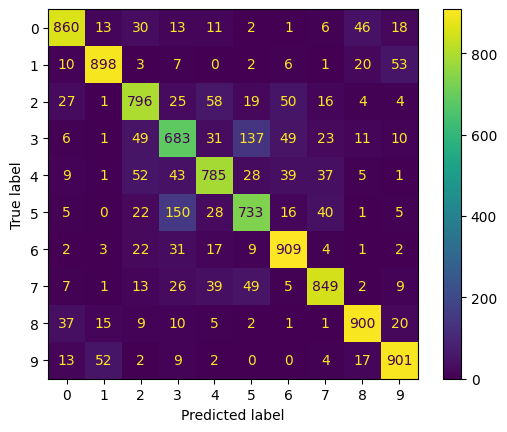 0 860 13 30 13 11 2 1 6 46 18
1 10 898 3 7 0 2 6 1 20 53
2 27 1 796 25 58 19 50 16 4 4
3 6 1 49 683 31 137 49 23 11 10
4 9 1 52 43 785 28 39 37 5 1
5 5 0 22 150 28 733 16 40 1 5
6 2 3 22 31 17 9 909 4 1 2
7 7 1 13 26 39 49 5 849 2 9
8 37 15 9 10 5 2 1 1 900 20
9 13 52 2 9 2 0 0 4 17 901
0 1 2 3 4 5 6 7 8 9
Predicted label
True label
800
600
400
200
0